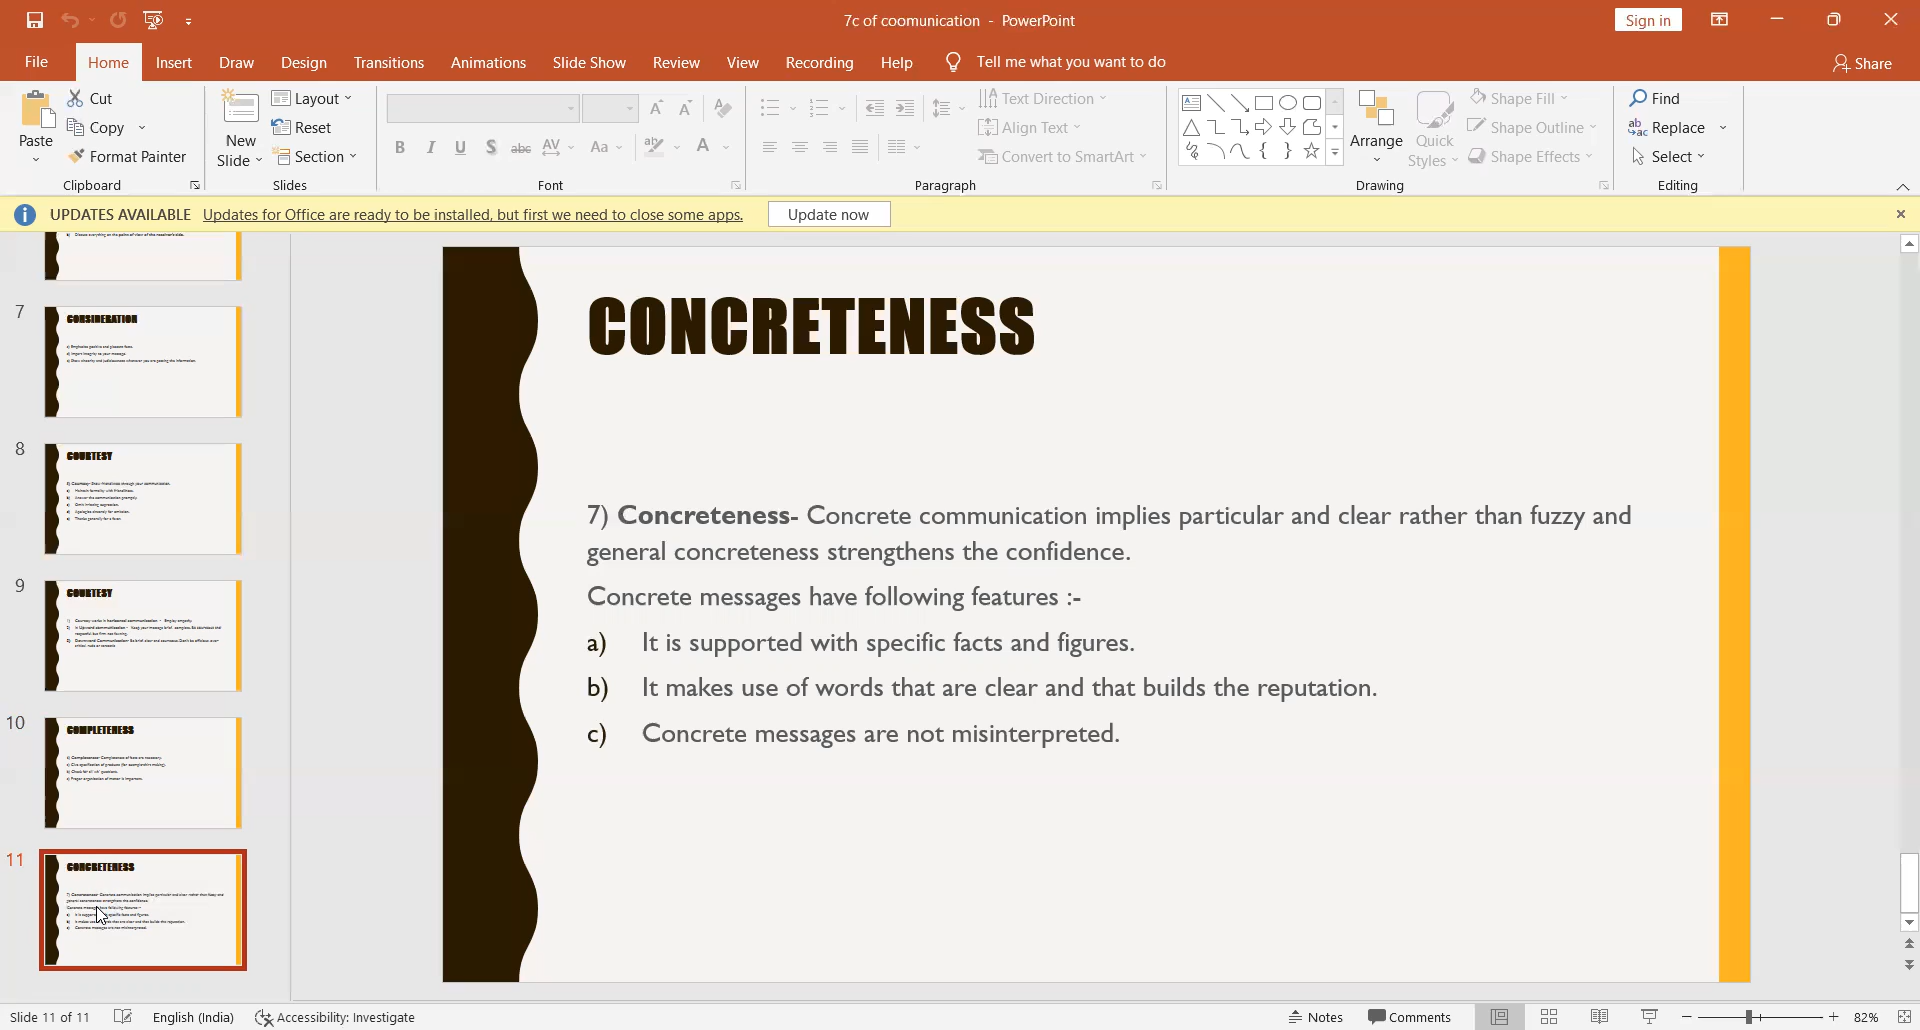 7c of coomunication - PowerPoint
Sign in
File Home Insert Draw Design Transitions Animations Slide Show Review View Recording Help Tell me what you want to do Share
Paste Cut Copy Format Painter Clipboard
New Slide Layout Reset Section Slides
B I U S abc AV Aa A Font
Text Direction Align Text Convert to SmartArt Paragraph
Arrange Quick Styles Shape Fill Shape Outline Shape Effects Drawing
Find Replace Select Editing
UPDATES AVAILABLE Updates for Office are ready to be installed, but first we need to close some apps. Update now
7
CONSIDERATION
8
COURTESY
9
COURTESY
10
COMPLETENESS
11
CONCRETENESS
CONCRETENESS
7) Concreteness- Concrete communication implies particular and clear rather than fuzzy and
general concreteness strengthens the confidence.
Concrete messages have following features :-
a) It is supported with specific facts and figures.
b) It makes use of words that are clear and that builds the reputation.
c) Concrete messages are not misinterpreted.
Slide 11 of 11 English (India) Accessibility: Investigate Notes Comments 82%